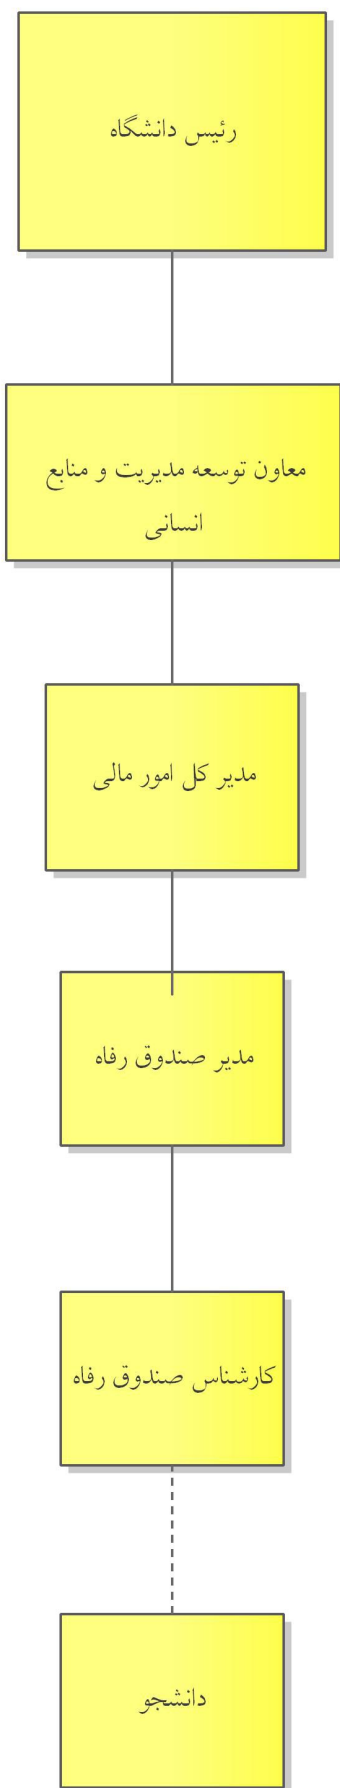 رئیس دانشگاه
معاون توسعه مدیریت و منابع
انسانی
مدیر کل امور مالی
مدیر صندوق رفاه
کارشناس صندوق رفاه
دانشجو